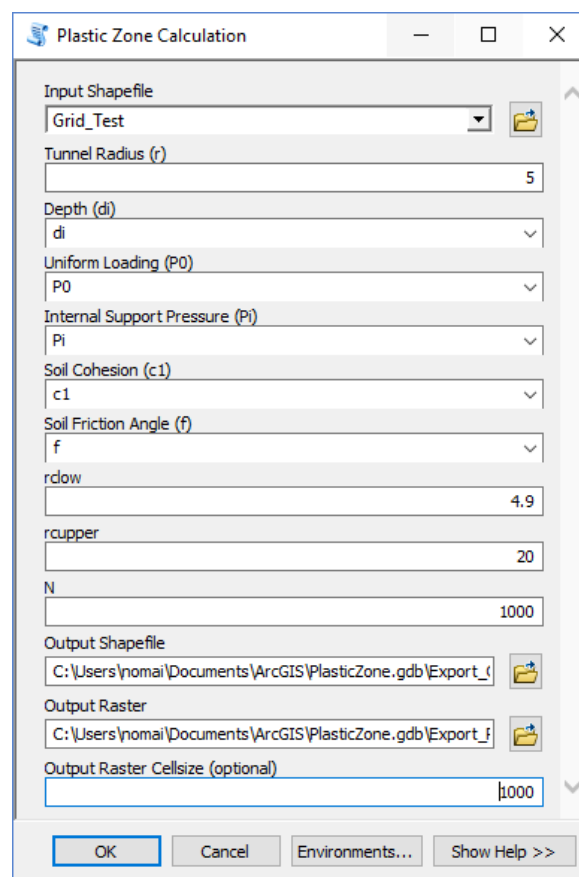 Plastic Zone Calculation
Input Shapefile
Grid_Test
Tunnel Radius (r)
5
Depth (di)
di
Uniform Loading (P0)
P0
Internal Support Pressure (Pi)
Pi
Soil Cohesion (c1)
c1
Soil Friction Angle (f)
f
rclow
4.9
rcupper
20
N
1000
Output Shapefile
C:\Users\nomai\Documents\ArcGIS\PlasticZone.gdb\Export_
Output Raster
C:\Users\nomai\Documents\ArcGIS\PlasticZone.gdb\Export_
Output Raster Cellsize (optional)
1000
OK Cancel Environments... Show Help >>